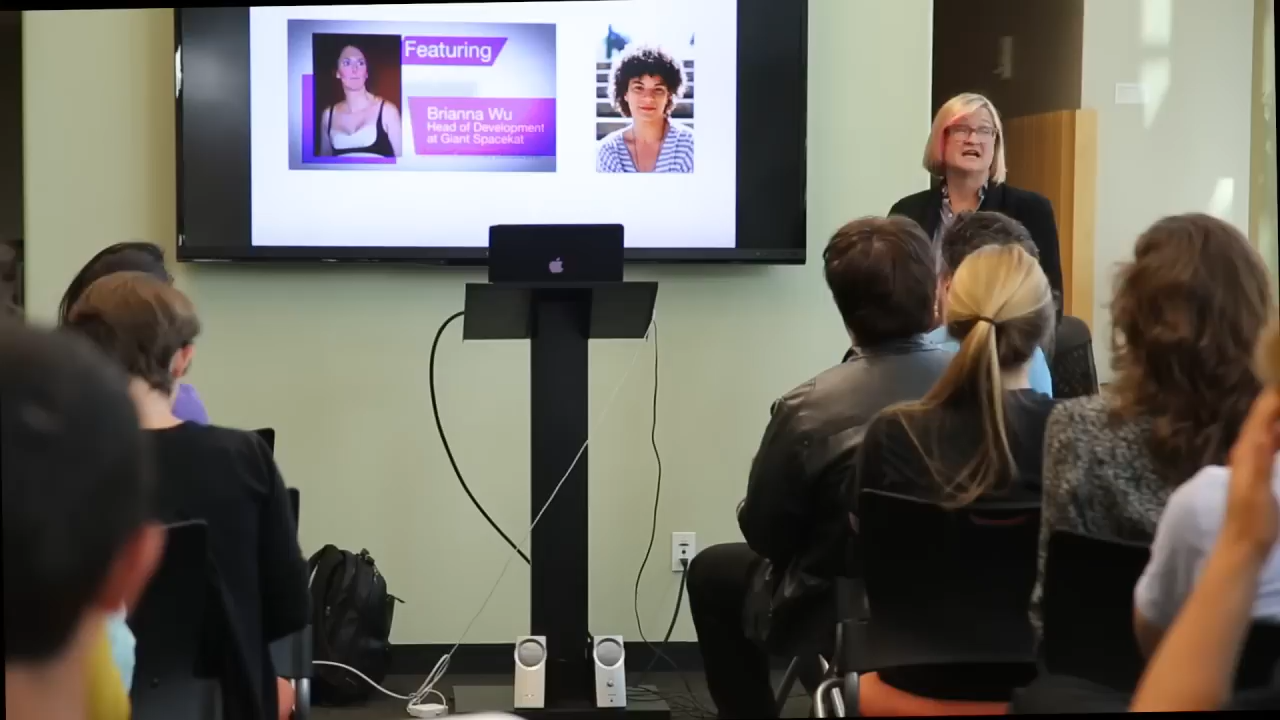 Featuring
Brianna Wu
Head of Development
at Giant Spacekat